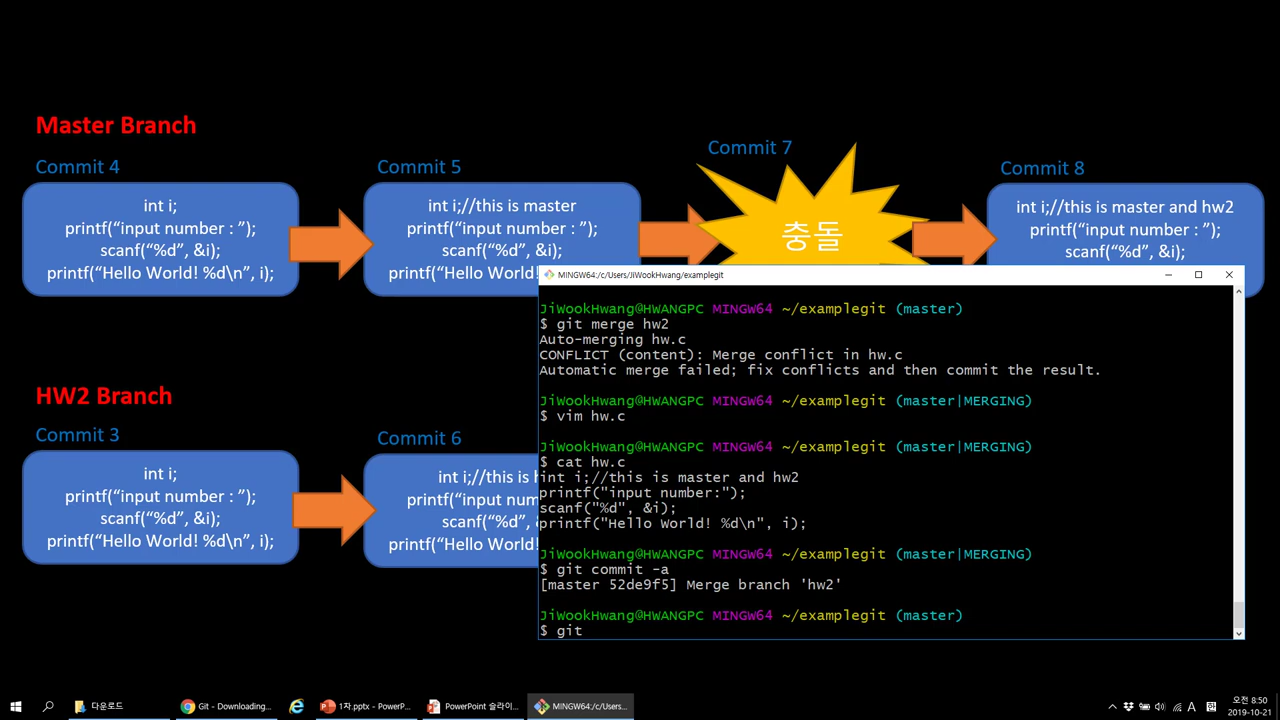 Master Branch
Commit 4
int i;
printf(“input number : ”);
scanf(“%d”, &i);
printf(“Hello World! %d\n”, i);
Commit 5
int i;//this is master
printf(“input number : ”);
scanf(“%d”, &i);
printf(“Hello World!
Commit 7
충돌
Commit 8
int i;//this is master and hw2
printf(“input number : ”);
scanf(“%d”, &i);
HW2 Branch
Commit 3
int i;
printf(“input number : ”);
scanf(“%d”, &i);
printf(“Hello World! %d\n”, i);
Commit 6
int i;//this is
printf(“input
scanf(“%d”,
printf(“Hello World!
MINGW64:/c/Users/JiWookHwang/examplegit
JiWookHwang@HWANGPC MINGW64 ~/examplegit (master)
$ git merge hw2
Auto-merging hw.c
CONFLICT (content): Merge conflict in hw.c
Automatic merge failed; fix conflicts and then commit the result.
JiWookHwang@HWANGPC MINGW64 ~/examplegit (master|MERGING)
$ vim hw.c
JiWookHwang@HWANGPC MINGW64 ~/examplegit (master|MERGING)
$ cat hw.c
int i;//this is master and hw2
printf("input number:");
scanf("%d", &i);
printf("Hello World! %d\n", i);
JiWookHwang@HWANGPC MINGW64 ~/examplegit (master|MERGING)
$ git commit -a
[master 52de9f5] Merge branch 'hw2'
JiWookHwang@HWANGPC MINGW64 ~/examplegit (master)
$ git
다운로드
Git - Downloading...
1차.pptx - PowerP...
PowerPoint 슬라이...
MINGW64:/c/Users...
A
오전 8:50
2019-10-21